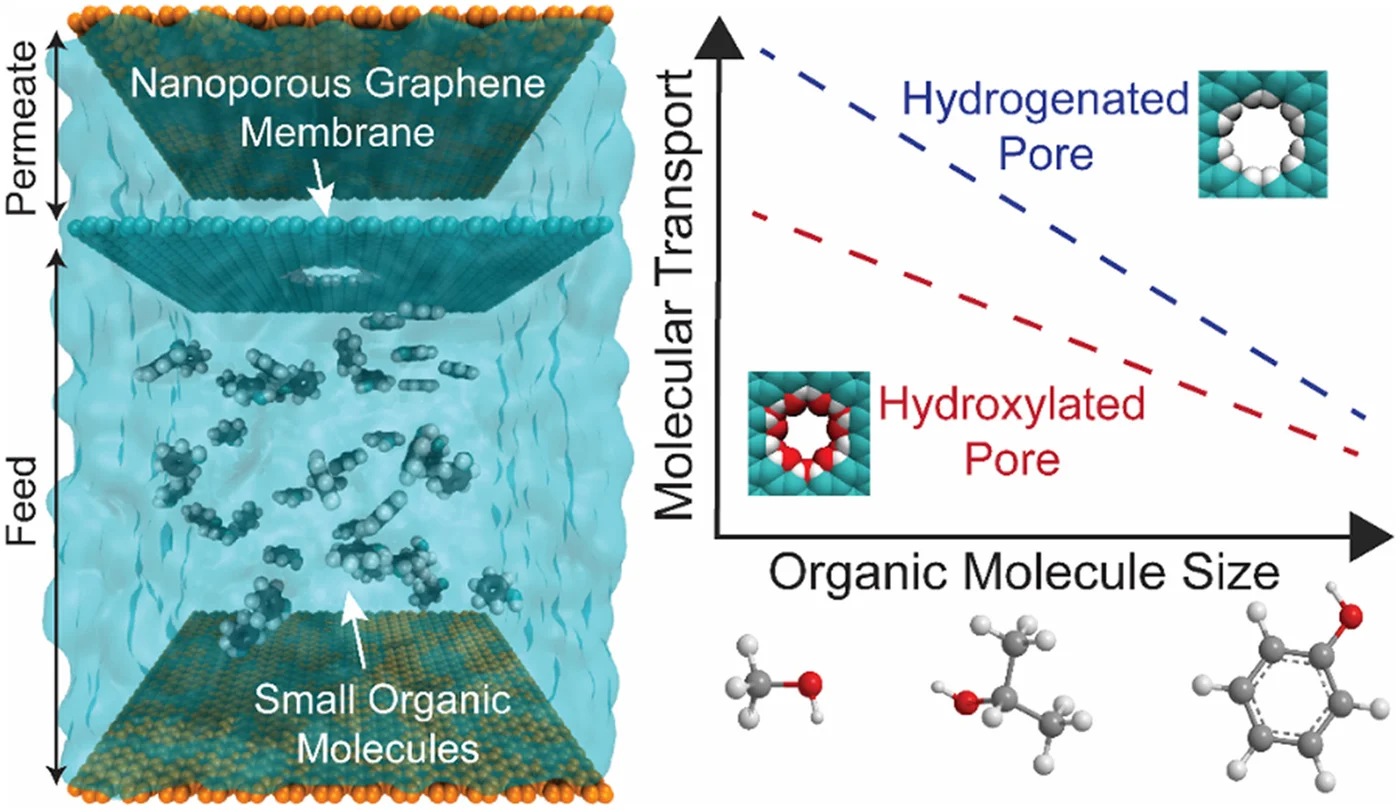 Permeate
Feed
Nanoporous Graphene
Membrane
Small Organic
Molecules
Molecular Transport
Hydrogenated
Pore
Hydroxylated
Pore
Organic Molecule Size